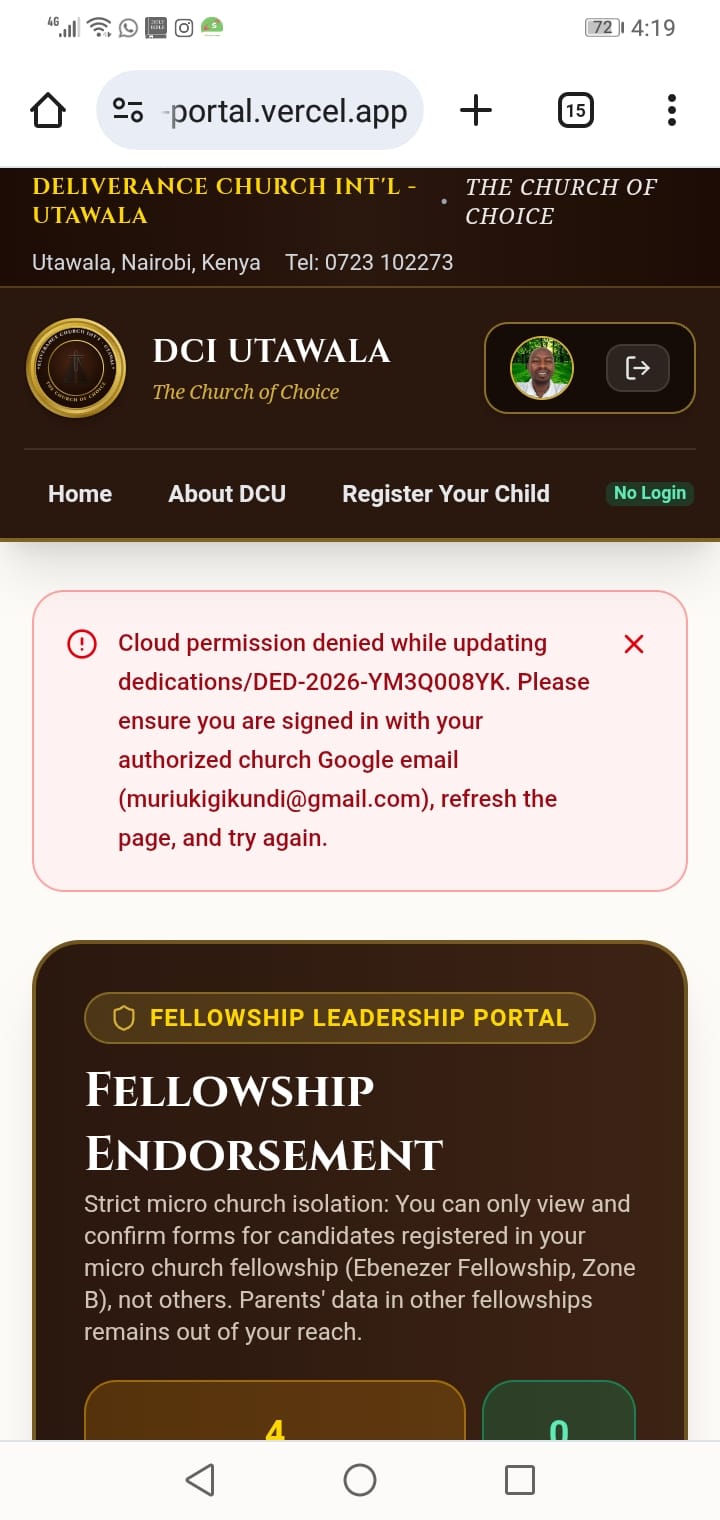 4G
72 4:19
-portal.vercel.app
15
DELIVERANCE CHURCH INT'L - UTAWALA
•
THE CHURCH OF CHOICE
Utawala, Nairobi, Kenya Tel: 0723 102273
DCI UTAWALA
The Church of Choice
Home About DCU Register Your Child No Login
Cloud permission denied while updating
dedications/DED-2026-YM3Q008YK. Please
ensure you are signed in with your
authorized church Google email
(muriukigikundi@gmail.com), refresh the
page, and try again.
FELLOWSHIP LEADERSHIP PORTAL
FELLOWSHIP
ENDORSEMENT
Strict micro church isolation: You can only view and
confirm forms for candidates registered in your
micro church fellowship (Ebenezer Fellowship, Zone
B), not others. Parents' data in other fellowships
remains out of your reach.
4 0